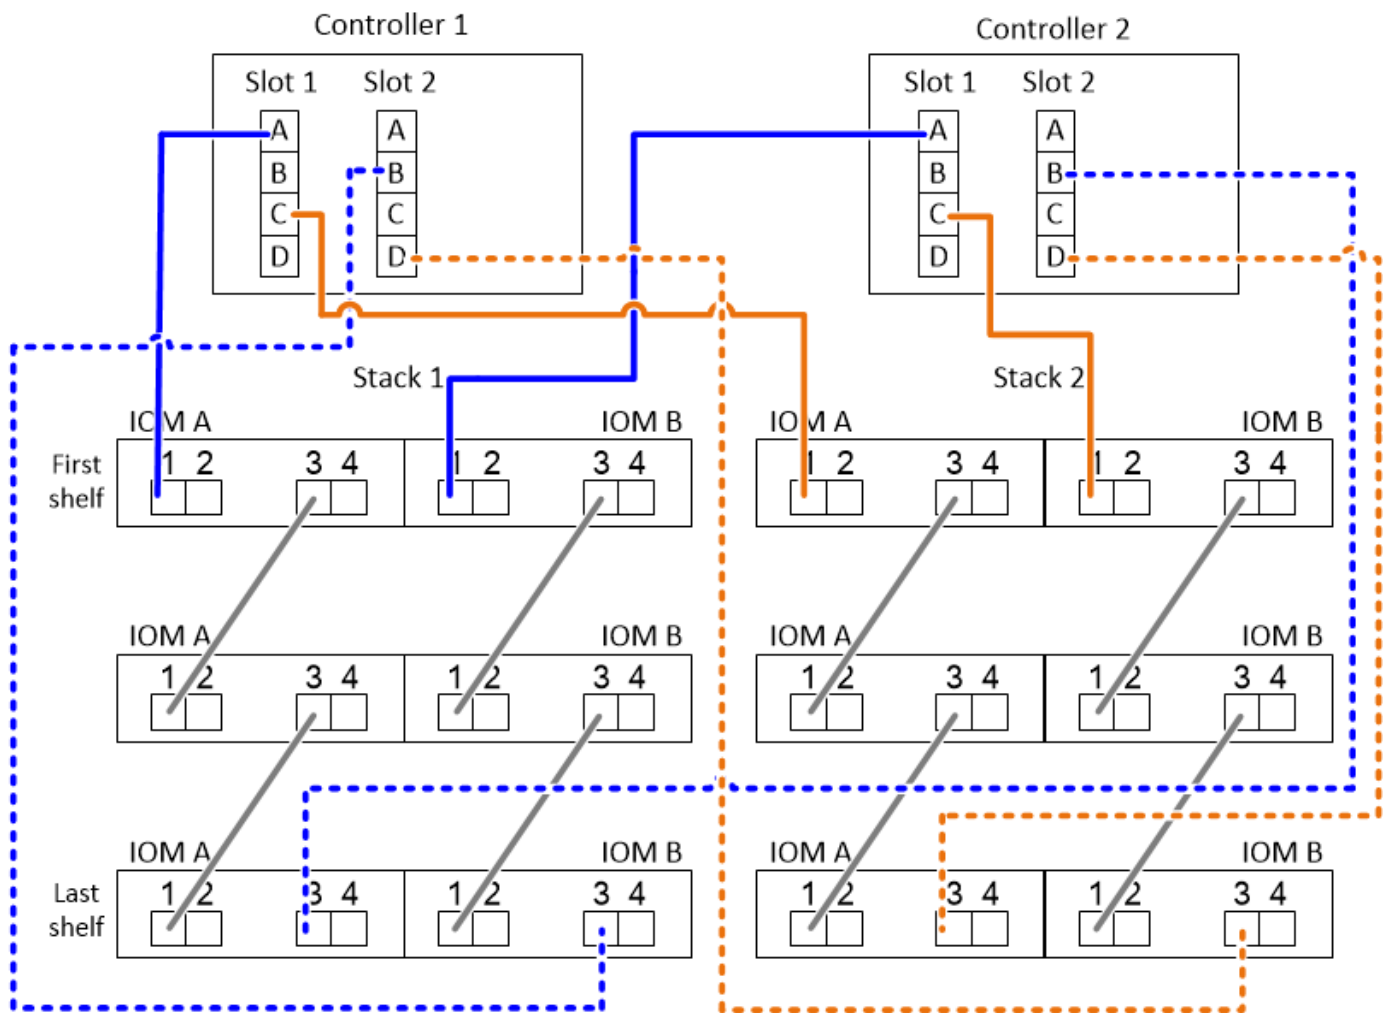 Controller 1
Controller 2
Slot 1 Slot 2
Slot 1 Slot 2
A A
B B
C C
D D
A A
B B
C C
D D
Stack 1
Stack 2
IOM A IOM B
IOM A IOM B
First
shelf
1 2 3 4 1 2 3 4
1 2 3 4 1 2 3 4
IOM A IOM B
IOM A IOM B
1 2 3 4 1 2 3 4
1 2 3 4 1 2 3 4
IOM A IOM B
IOM A IOM B
Last
shelf
1 2 3 4 1 2 3 4
1 2 3 4 1 2 3 4